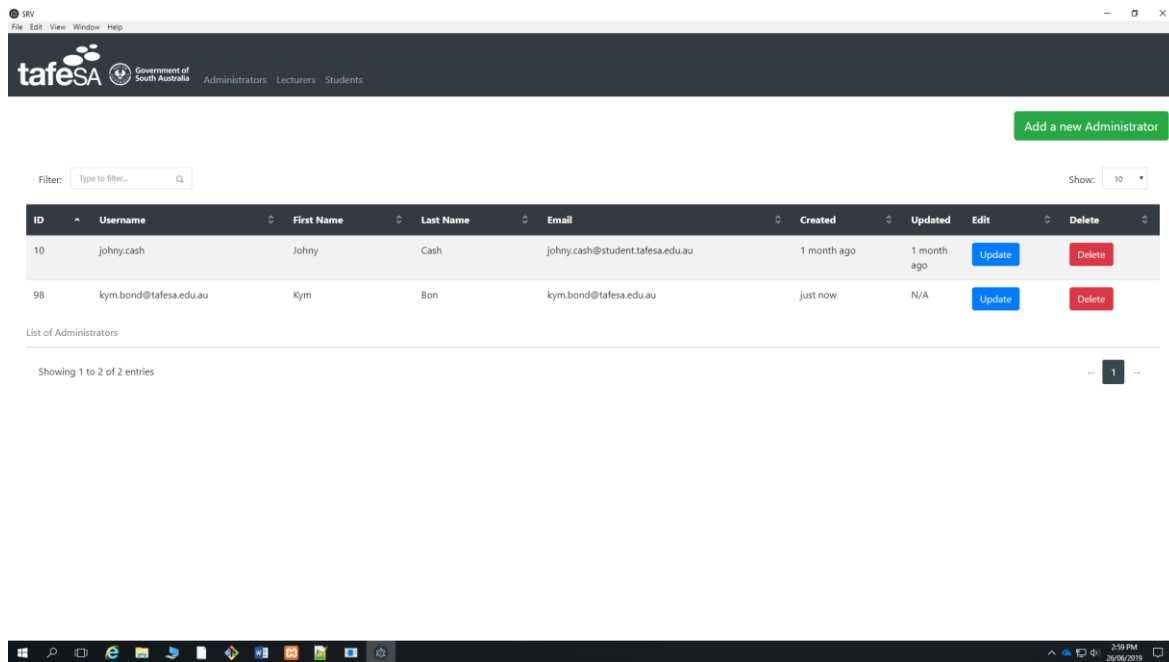 SRV
File Edit View Window Help
tafeSA Government of South Australia Administrators Lecturers Students
Add a new Administrator
Filter: Type to filter... Show: 10
ID Username First Name Last Name Email Created Updated Edit Delete
10 johny.cash Johny Cash johny.cash@student.tafesa.edu.au 1 month ago 1 month ago Update Delete
98 kym.bond@tafesa.edu.au Kym Bon kym.bond@tafesa.edu.au just now N/A Update Delete
List of Administrators
Showing 1 to 2 of 2 entries ← 1 →
2:59 PM
26/06/2019